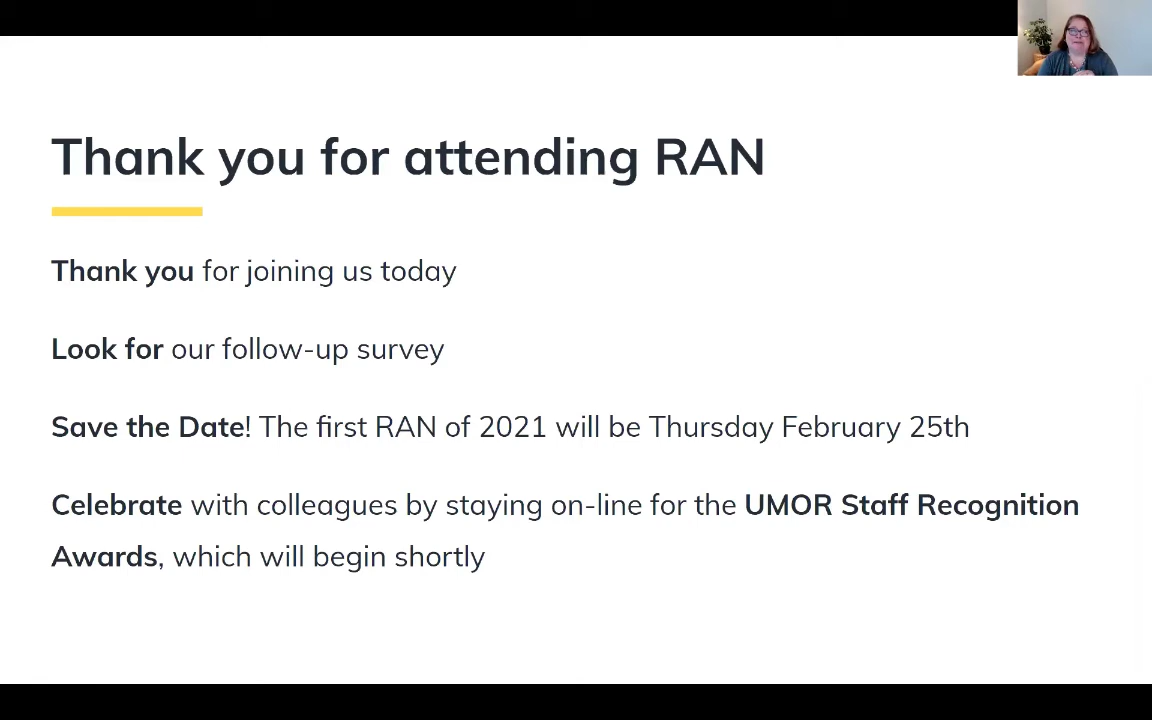 Thank you for attending RAN
Thank you for joining us today
Look for our follow-up survey
Save the Date! The first RAN of 2021 will be Thursday February 25th
Celebrate with colleagues by staying on-line for the UMOR Staff Recognition
Awards, which will begin shortly